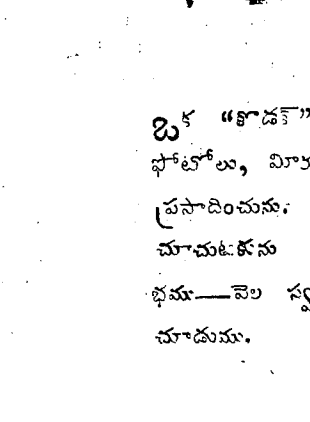 ఒక “కొడక్”
ఫోటోలు,
ప్రసాదించును.
చూచుటకును
భము—వెల
చూడుము.